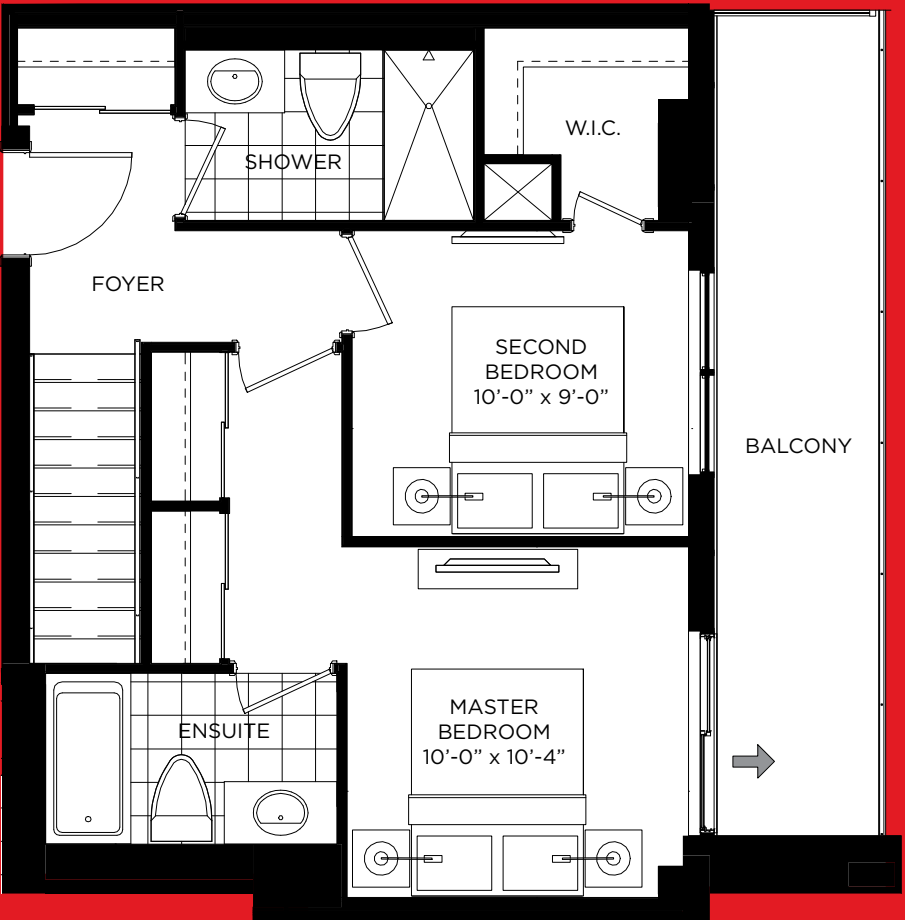 W.I.C.
SHOWER
FOYER
SECOND
BEDROOM
10’-0” x 9’-0”
BALCONY
MASTER
BEDROOM
10’-0” x 10’-4”
ENSUITE